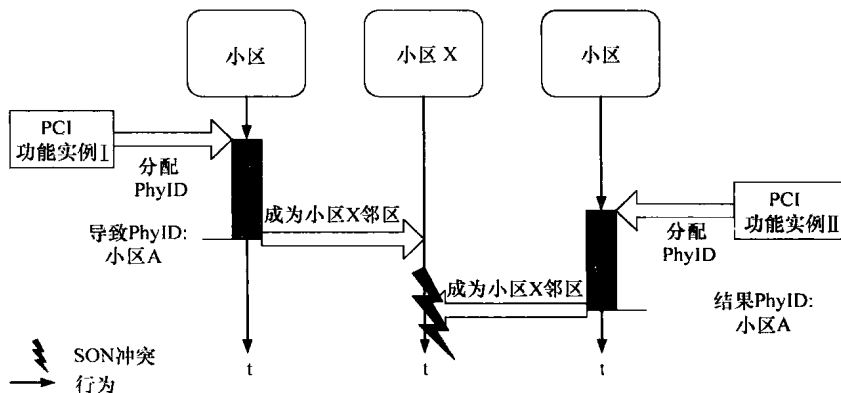 小区
小区 X
小区
PCI
功能实例Ⅰ
分配
PhyID
成为小区X邻区
导致PhyID:
小区A
PCI
功能实例Ⅱ
分配
PhyID
成为小区X邻区
结果PhyID:
小区A
SON冲突
行为
t
t
t